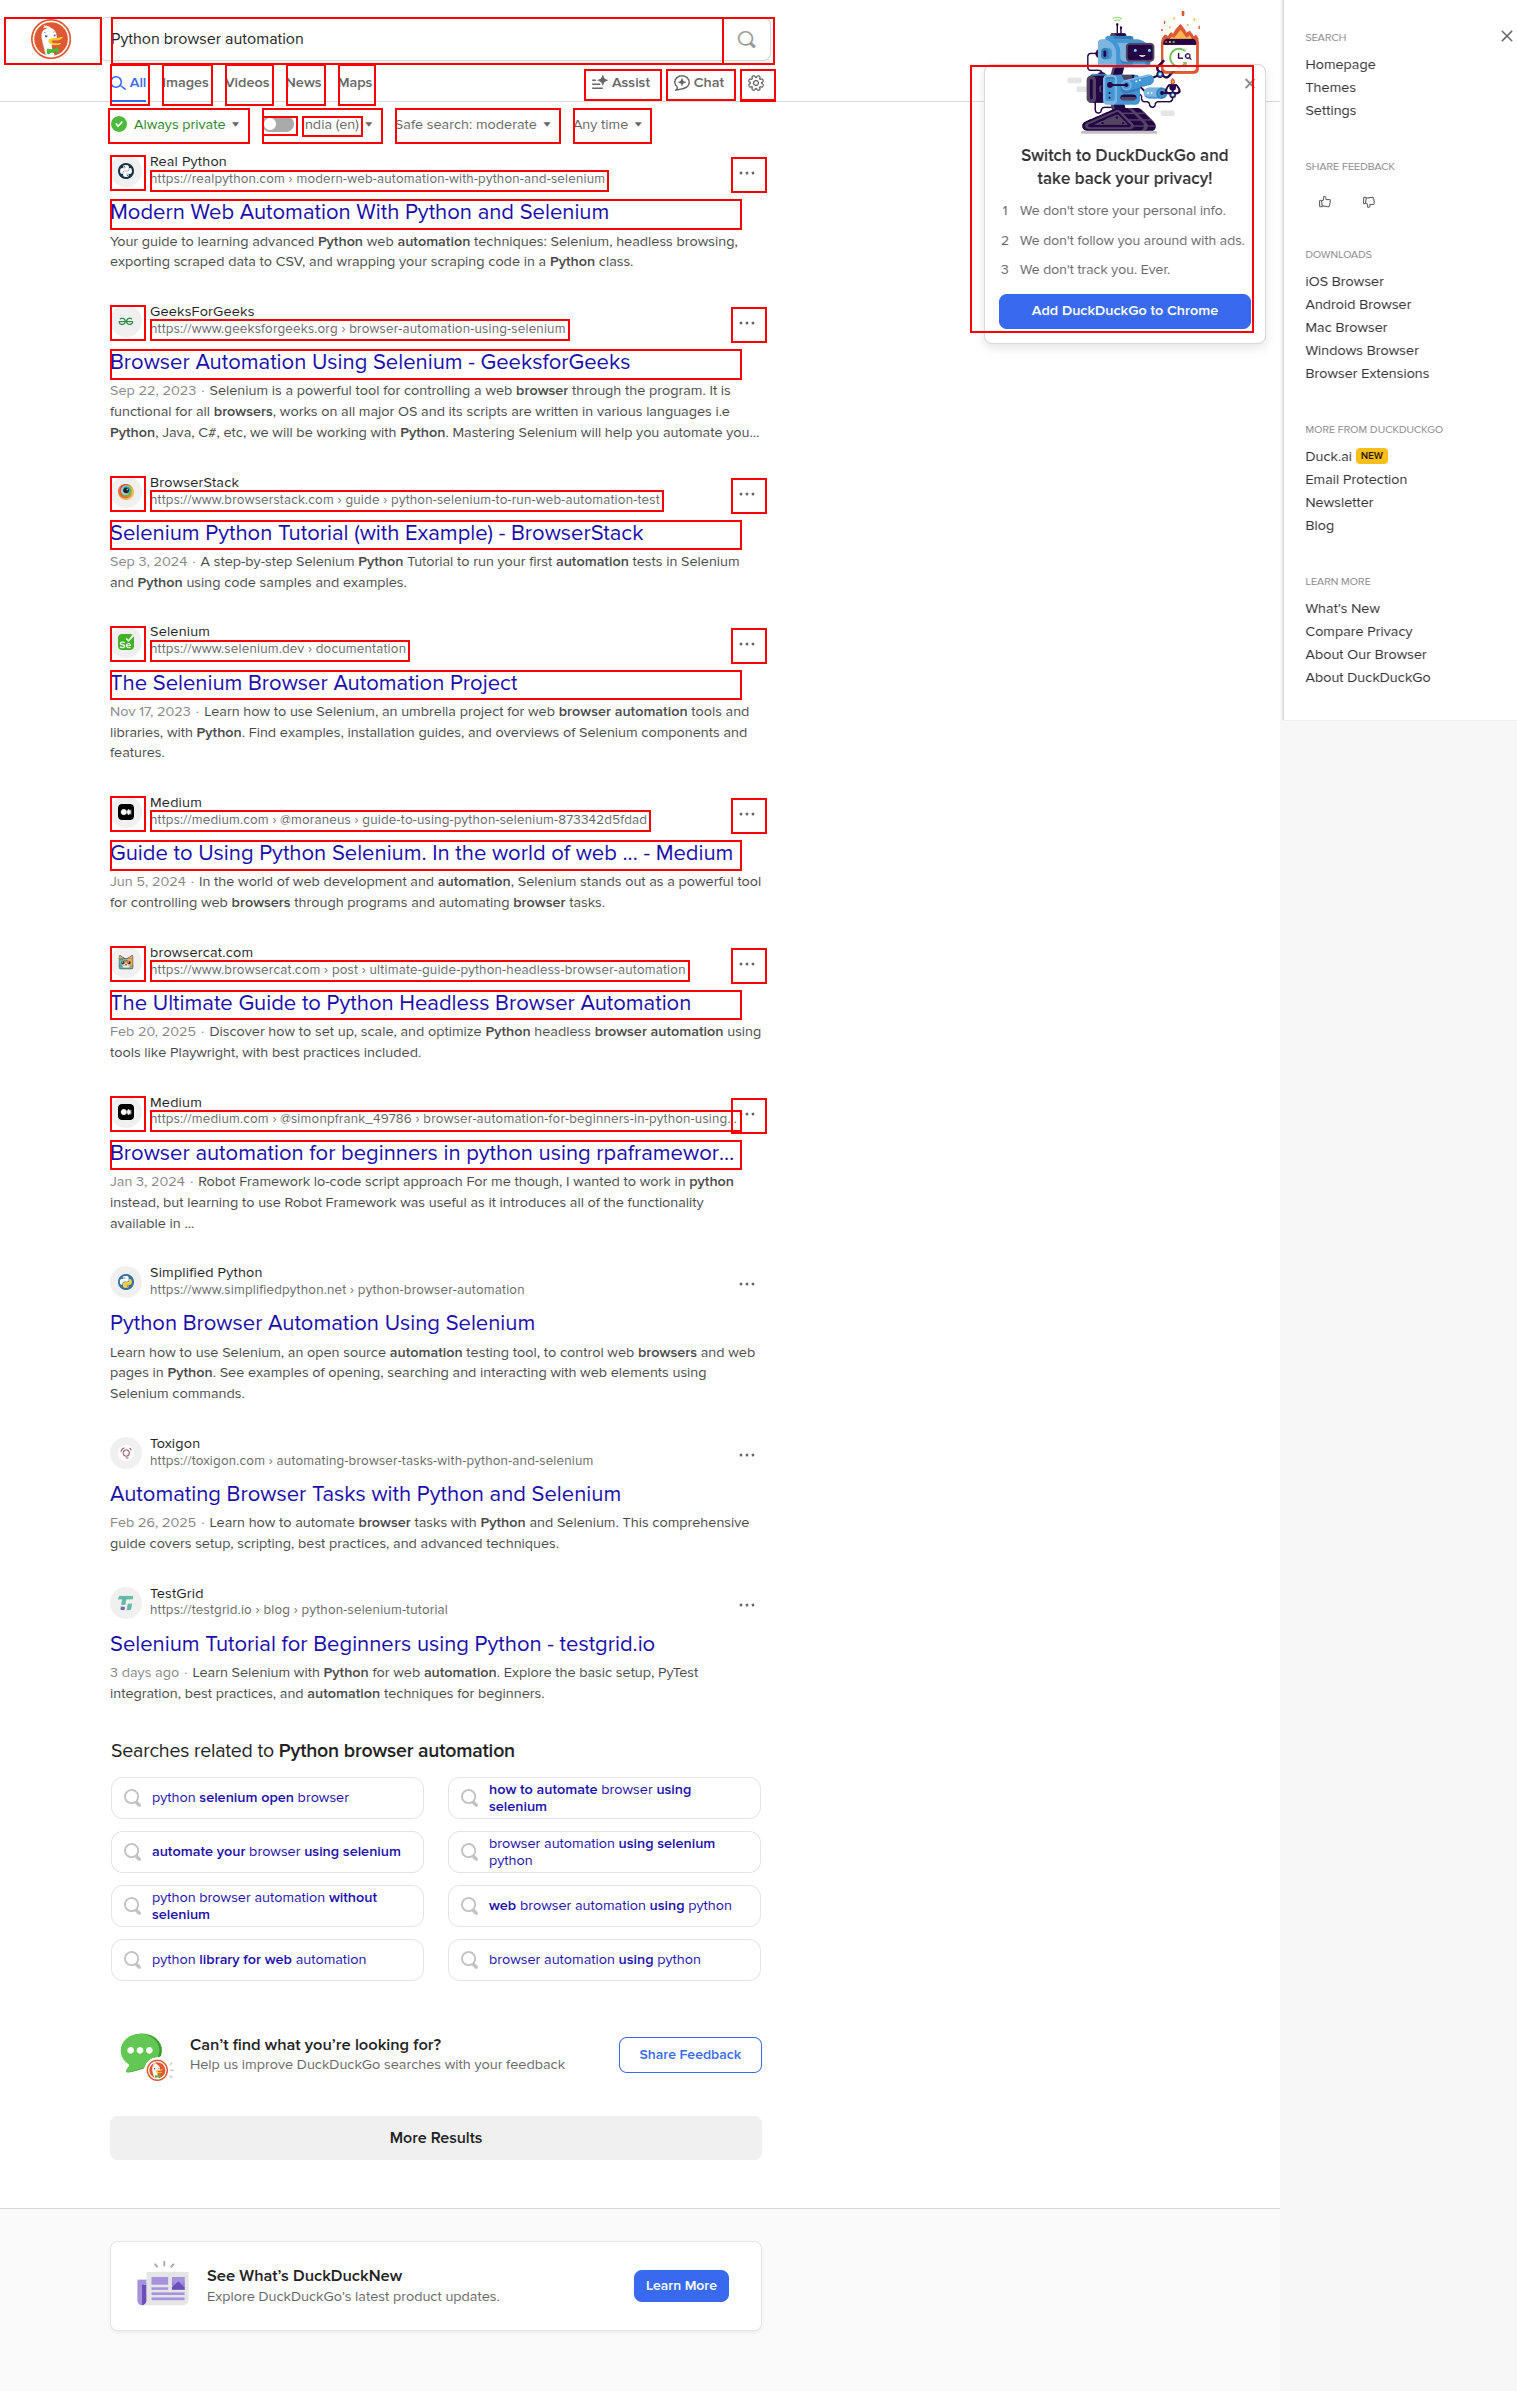 Python browser automation
All Images Videos News Maps Assist Chat
Always private India (en) Safe search: moderate Any time
Real Python
https://realpython.com › modern-web-automation-with-python-and-selenium
Modern Web Automation With Python and Selenium
Your guide to learning advanced Python web automation techniques: Selenium, headless browsing,
exporting scraped data to CSV, and wrapping your scraping code in a Python class.
GeeksForGeeks
https://www.geeksforgeeks.org › browser-automation-using-selenium
Browser Automation Using Selenium - GeeksforGeeks
Sep 22, 2023 · Selenium is a powerful tool for controlling a web browser through the program. It is
functional for all browsers, works on all major OS and its scripts are written in various languages i.e
Python, Java, C#, etc, we will be working with Python. Mastering Selenium will help you automate you...
BrowserStack
https://www.browserstack.com › guide › python-selenium-to-run-web-automation-test
Selenium Python Tutorial (with Example) - BrowserStack
Sep 3, 2024 · A step-by-step Selenium Python Tutorial to run your first automation tests in Selenium
and Python using code samples and examples.
Se
Selenium
https://www.selenium.dev › documentation
The Selenium Browser Automation Project
Nov 17, 2023 · Learn how to use Selenium, an umbrella project for web browser automation tools and
libraries, with Python. Find examples, installation guides, and overviews of Selenium components and
features.
Medium
https://medium.com › @moraneus › guide-to-using-python-selenium-873342d5fdad
Guide to Using Python Selenium. In the world of web ... - Medium
Jun 5, 2024 · In the world of web development and automation, Selenium stands out as a powerful tool
for controlling web browsers through programs and automating browser tasks.
browsercat.com
https://www.browsercat.com › post › ultimate-guide-python-headless-browser-automation
The Ultimate Guide to Python Headless Browser Automation
Feb 20, 2025 · Discover how to set up, scale, and optimize Python headless browser automation using
tools like Playwright, with best practices included.
Medium
https://medium.com › @simonpfrank_49786 › browser-automation-for-beginners-in-python-using...
Browser automation for beginners in python using rpaframewor...
Jan 3, 2024 · Robot Framework lo-code script approach For me though, I wanted to work in python
instead, but learning to use Robot Framework was useful as it introduces all of the functionality
available in ...
Simplified Python
https://www.simplifiedpython.net › python-browser-automation
Python Browser Automation Using Selenium
Learn how to use Selenium, an open source automation testing tool, to control web browsers and web
pages in Python. See examples of opening, searching and interacting with web elements using
Selenium commands.
Toxigon
https://toxigon.com › automating-browser-tasks-with-python-and-selenium
Automating Browser Tasks with Python and Selenium
Feb 26, 2025 · Learn how to automate browser tasks with Python and Selenium. This comprehensive
guide covers setup, scripting, best practices, and advanced techniques.
TestGrid
https://testgrid.io › blog › python-selenium-tutorial
Selenium Tutorial for Beginners using Python - testgrid.io
3 days ago · Learn Selenium with Python for web automation. Explore the basic setup, PyTest
integration, best practices, and automation techniques for beginners.
Searches related to Python browser automation
python selenium open browser
how to automate browser using
selenium
automate your browser using selenium
browser automation using selenium
python
python browser automation without
selenium
web browser automation using python
python library for web automation
browser automation using python
Can't find what you're looking for?
Help us improve DuckDuckGo searches with your feedback
Share Feedback
More Results
See What's DuckDuckNew
Explore DuckDuckGo's latest product updates.
Learn More
Switch to DuckDuckGo and
take back your privacy!
1 We don't store your personal info.
2 We don't follow you around with ads.
3 We don't track you. Ever.
Add DuckDuckGo to Chrome
SEARCH
Homepage
Themes
Settings
SHARE FEEDBACK
DOWNLOADS
iOS Browser
Android Browser
Mac Browser
Windows Browser
Browser Extensions
MORE FROM DUCKDUCKGO
Duck.ai NEW
Email Protection
Newsletter
Blog
LEARN MORE
What's New
Compare Privacy
About Our Browser
About DuckDuckGo